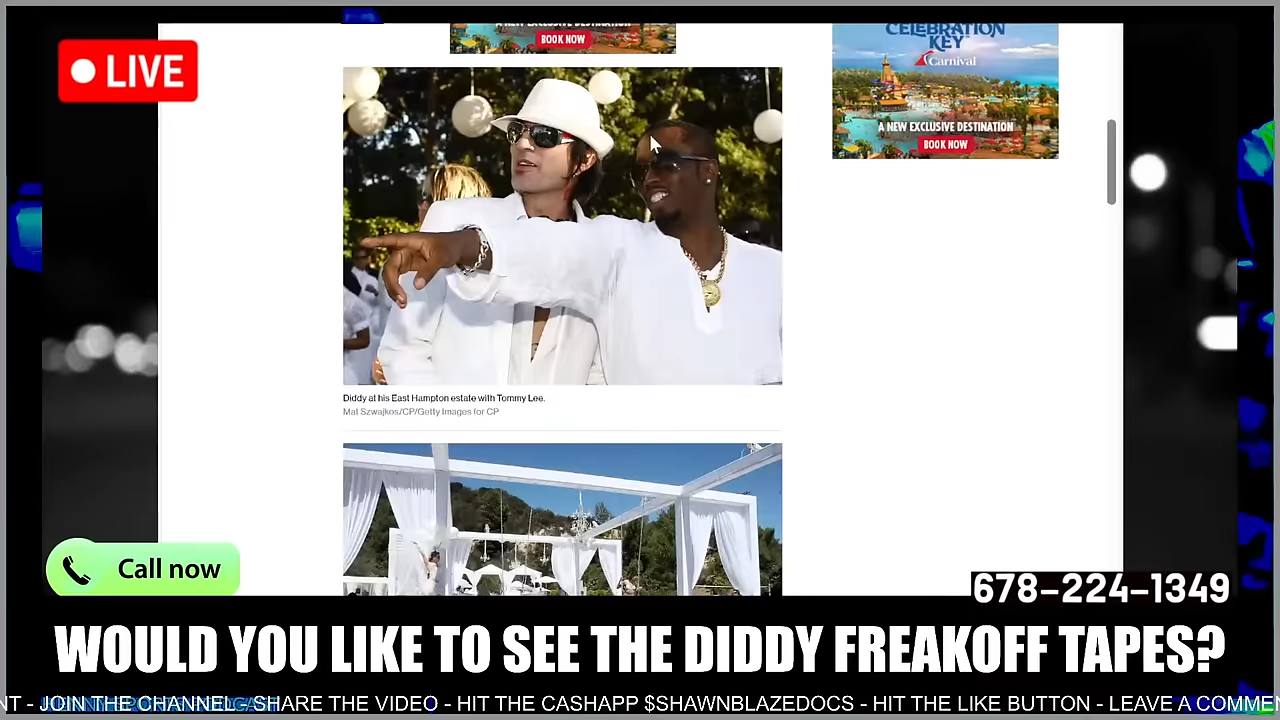 BOOK NOW
CELEBRATION
KEY
Carnival
A NEW EXCLUSIVE DESTINATION
BOOK NOW
LIVE
Diddy at his East Hampton estate with Tommy Lee.
Mat Szwajkos/CP/Getty Images for CP
Call now
678-224-1349
WOULD YOU LIKE TO SEE THE DIDDY FREAKOFF TAPES?
NT - JOIN THE CHANNEL - SHARE THE VIDEO - HIT THE CASHAPP $SHAWNBLAZEDOCS - HIT THE LIKE BUTTON - LEAVE A COMME